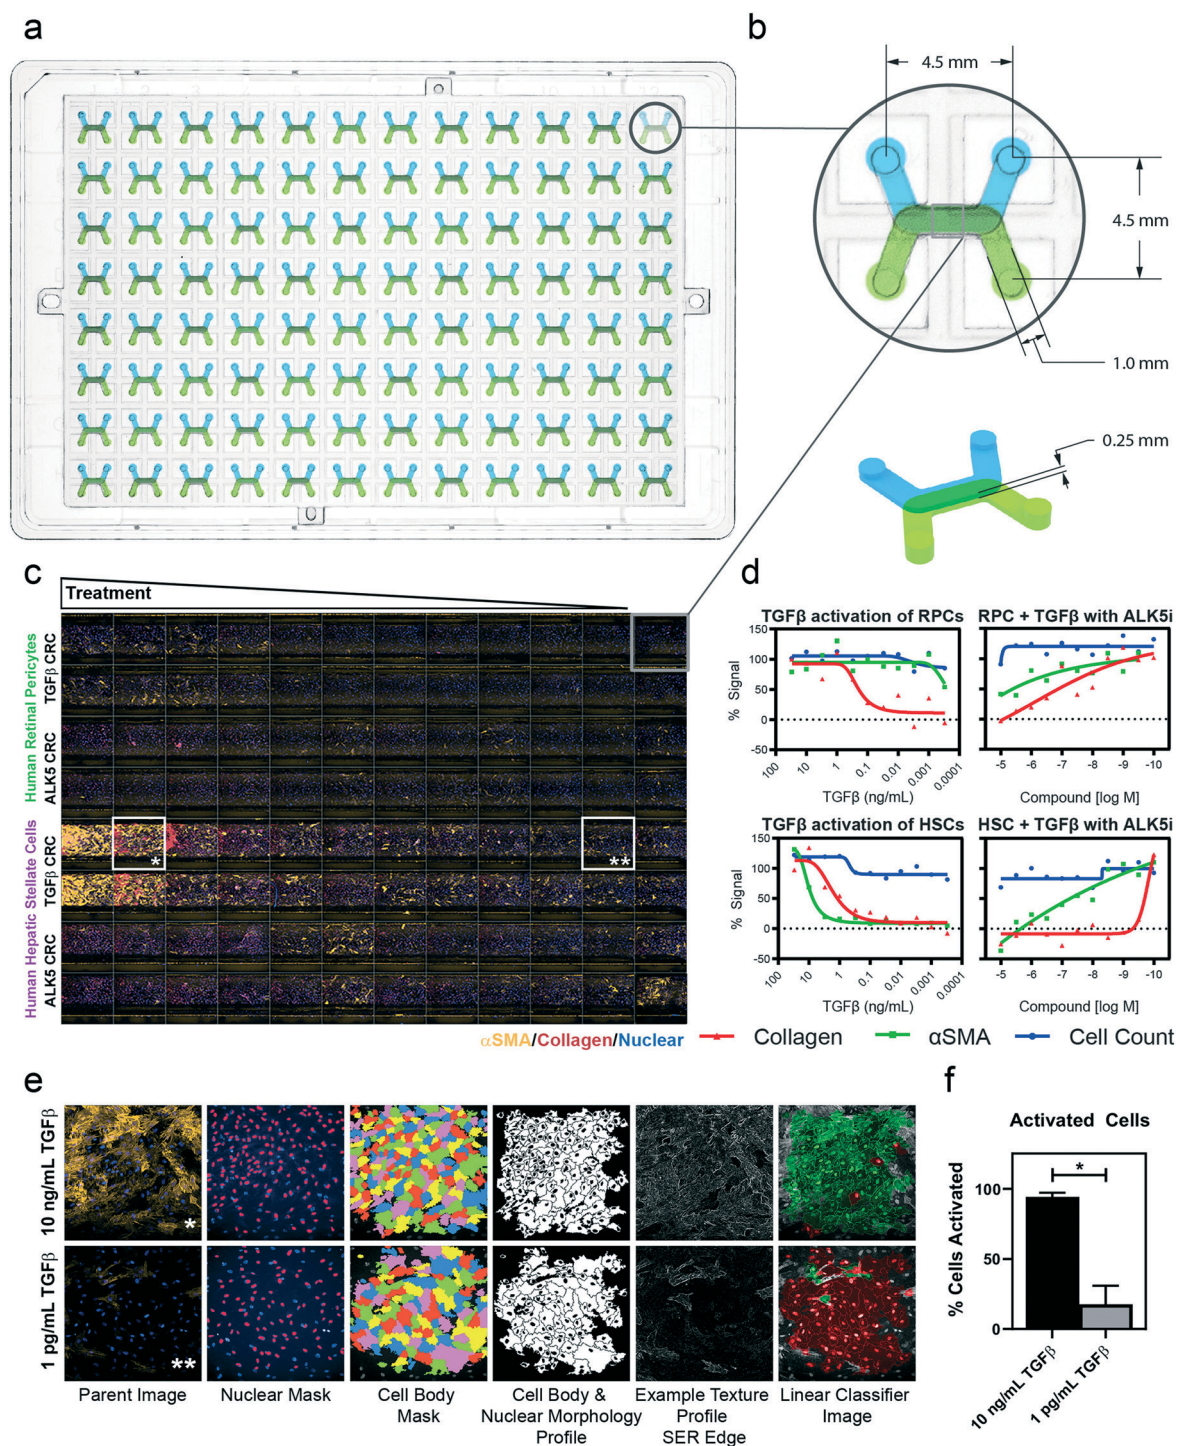 a
b
4.5 mm
4.5 mm
1.0 mm
0.25 mm
c
Treatment
Human Retinal Pericytes
TGFβ CRC
ALK5 CRC
Human Hepatic Stellate Cells
TGFβ CRC
ALK5 CRC
*
**
αSMA/Collagen/Nuclear
d
TGFβ activation of RPCs
% Signal
150
100
50
0
-50
100
10
1
0.1
0.01
0.001
0.0001
TGFβ (ng/mL)
RPC + TGFβ with ALK5i
-5
-6
-7
-8
-9
-10
Compound [log M]
TGFβ activation of HSCs
% Signal
150
100
50
0
-50
100
10
1
0.1
0.01
0.001
0.0001
TGFβ (ng/mL)
HSC + TGFβ with ALK5i
-5
-6
-7
-8
-9
-10
Compound [log M]
Collagen
αSMA
Cell Count
e
10 ng/mL TGFβ
*
1 pg/mL TGFβ
**
Parent Image
Nuclear Mask
Cell Body
Mask
Cell Body &
Nuclear Morphology
Profile
Example Texture
Profile
SER Edge
Linear Classifier
Image
f
Activated Cells
*
% Cells Activated
100
50
0
10 ng/mL TGFβ
1 pg/mL TGFβ